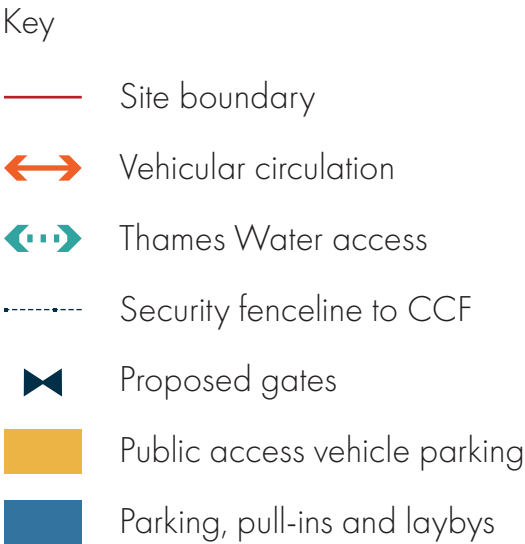 Key
Site boundary
Vehicular circulation
Thames Water access
Security fenceline to CCF
Proposed gates
Public access vehicle parking
Parking, pull-ins and laybys